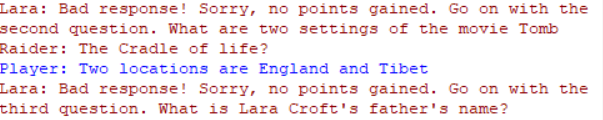 Lara: Bad response! Sorry, no points gained. Go on with the
second question. What are two settings of the movie Tomb
Raider: The Cradle of life?
Player: Two locations are England and Tibet
Lara: Bad response! Sorry, no points gained. Go on with the
third question. What is Lara Croft's father's name?